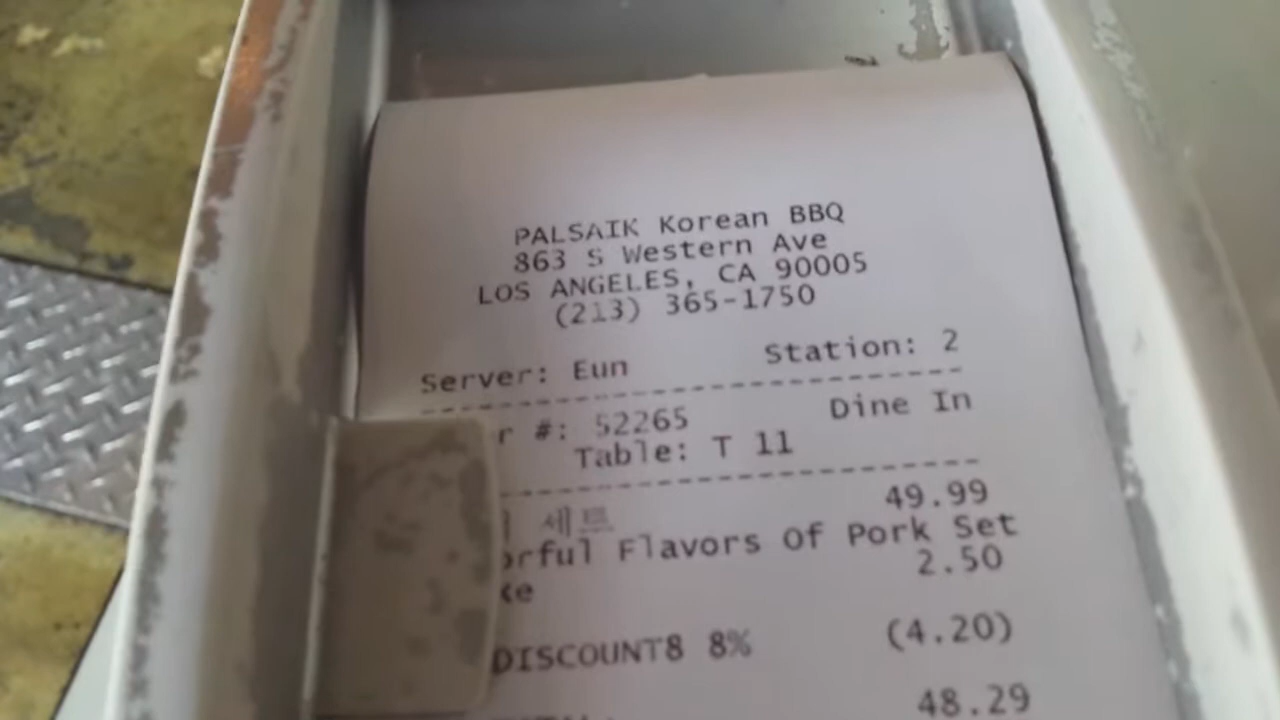 PALSAIK Korean BBQ
863 S Western Ave
LOS ANGELES, CA 90005
(213) 365-1750
Server: Eun Station: 2
#: 52265 Dine In
Table: T 11
세트 49.99
Flavors Of Pork Set
2.50
DISCOUNT8 8% (4.20)
48.29